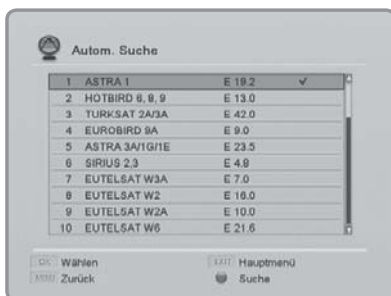 Autom. Suche
1 ASTRA 1 E 19.2 ✓
2 HOTBIRD 6, 8, 9 E 13.0
3 TURKSAT 2A/3A E 42.0
4 EUROBIRD 9A E 9.0
5 ASTRA 3A/1G/1E E 23.5
6 SIRIUS 2,3 E 4.8
7 EUTELSAT W3A E 7.0
8 EUTELSAT W2 E 16.0
9 EUTELSAT W2A E 10.0
10 EUTELSAT W6 E 21.6
OK Wählen EXIT Hauptmenü
MENU Zurück Suche